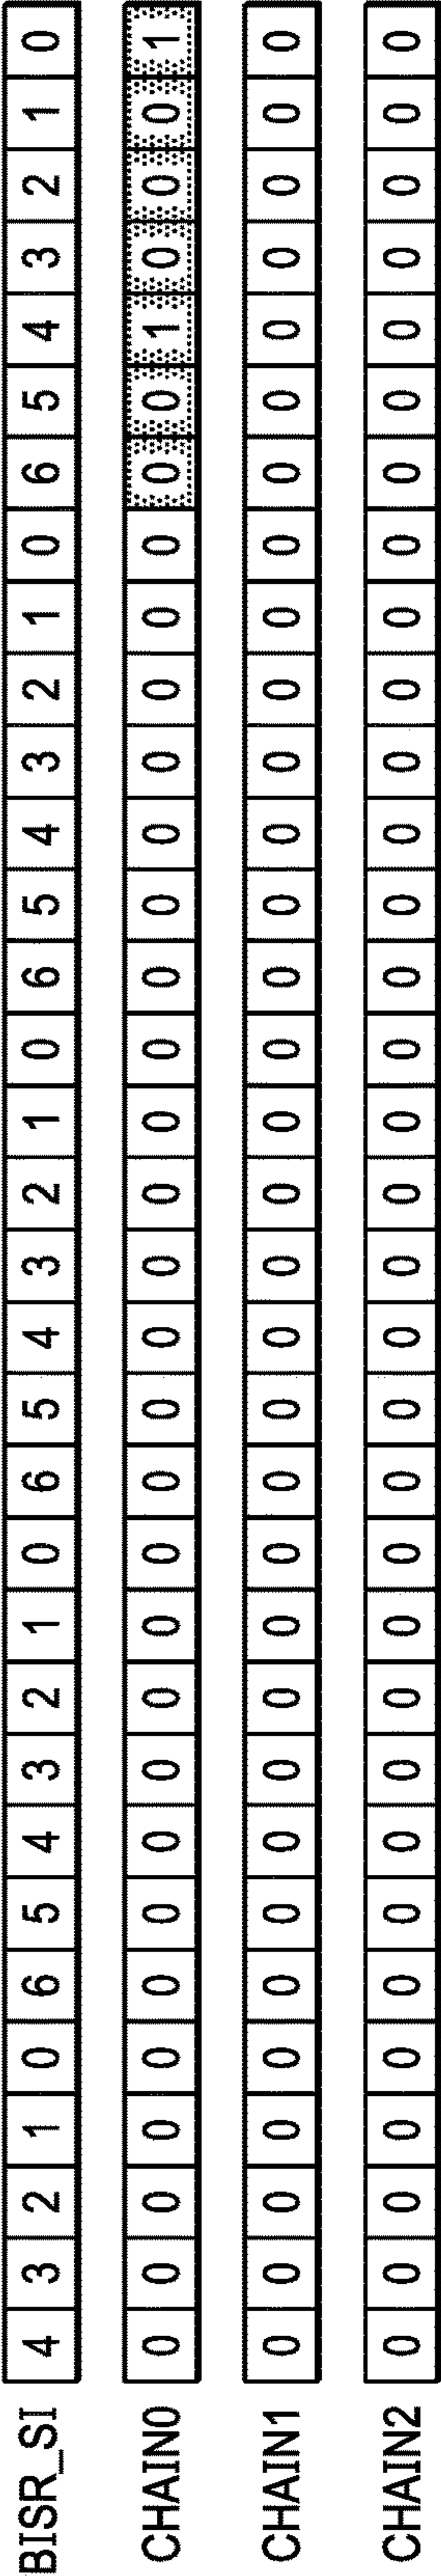 BISR_SI 4 3 2 1 0 6 5 4 3 2 1 0 6 5 4 3 2 1 0 6 5 4 3 2 1 0 6 5 4 3 2 1 0
CHAIN0 0 0 0 0 0 0 0 0 0 0 0 0 0 0 0 0 0 0 0 0 0 0 0 0 0 0 0 0 1 0 0 0 1
CHAIN1 0 0 0 0 0 0 0 0 0 0 0 0 0 0 0 0 0 0 0 0 0 0 0 0 0 0 0 0 0 0 0 0 0
CHAIN2 0 0 0 0 0 0 0 0 0 0 0 0 0 0 0 0 0 0 0 0 0 0 0 0 0 0 0 0 0 0 0 0 0